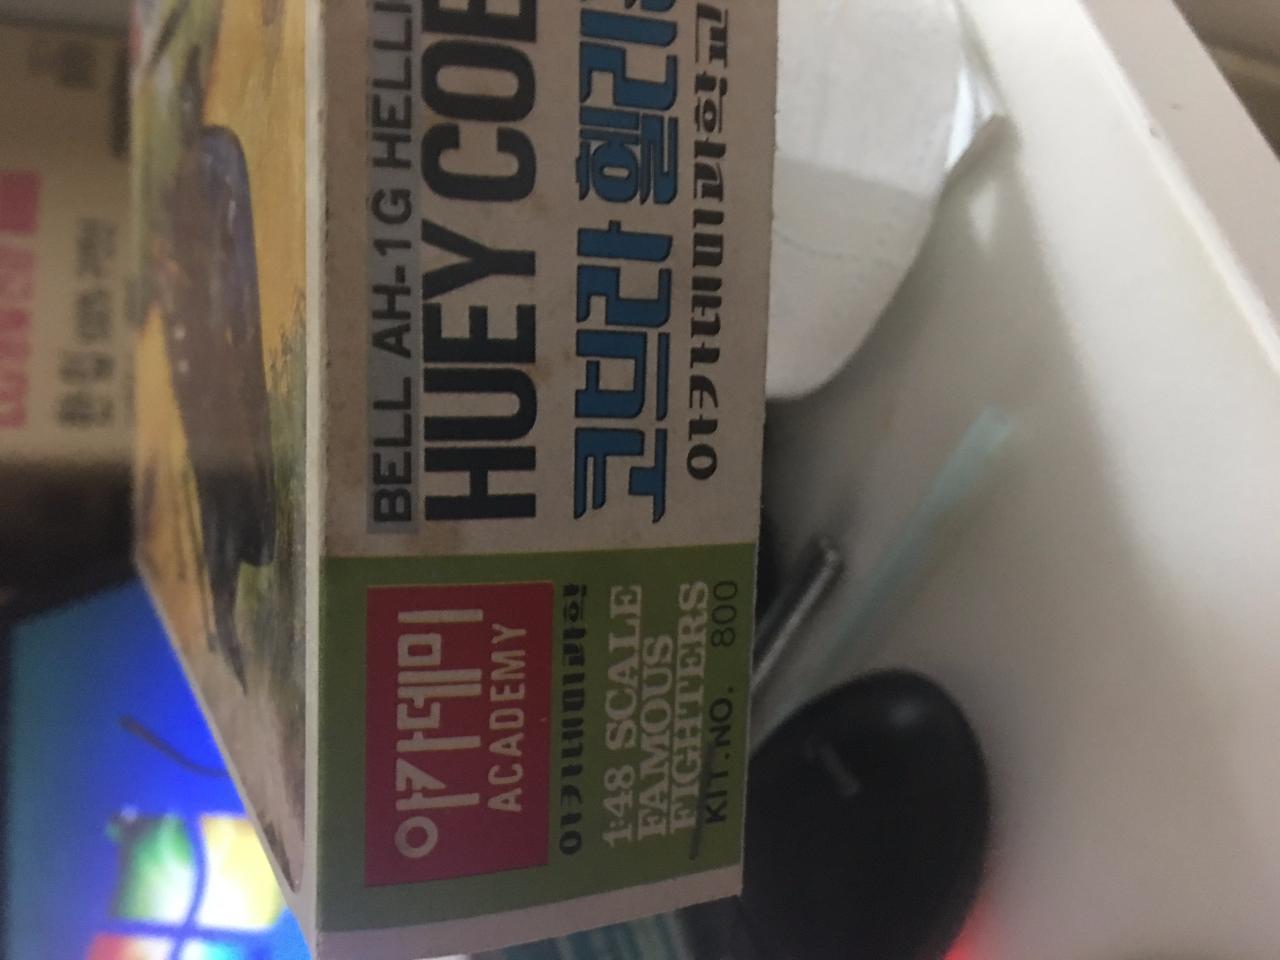 BELL AH-1G HELLI
HUEY COB
코브라 헬리
아카데미과학
아카데미
ACADEMY
아카데미과학
1:48 SCALE
FAMOUS
FIGHTERS
KIT.NO. 800